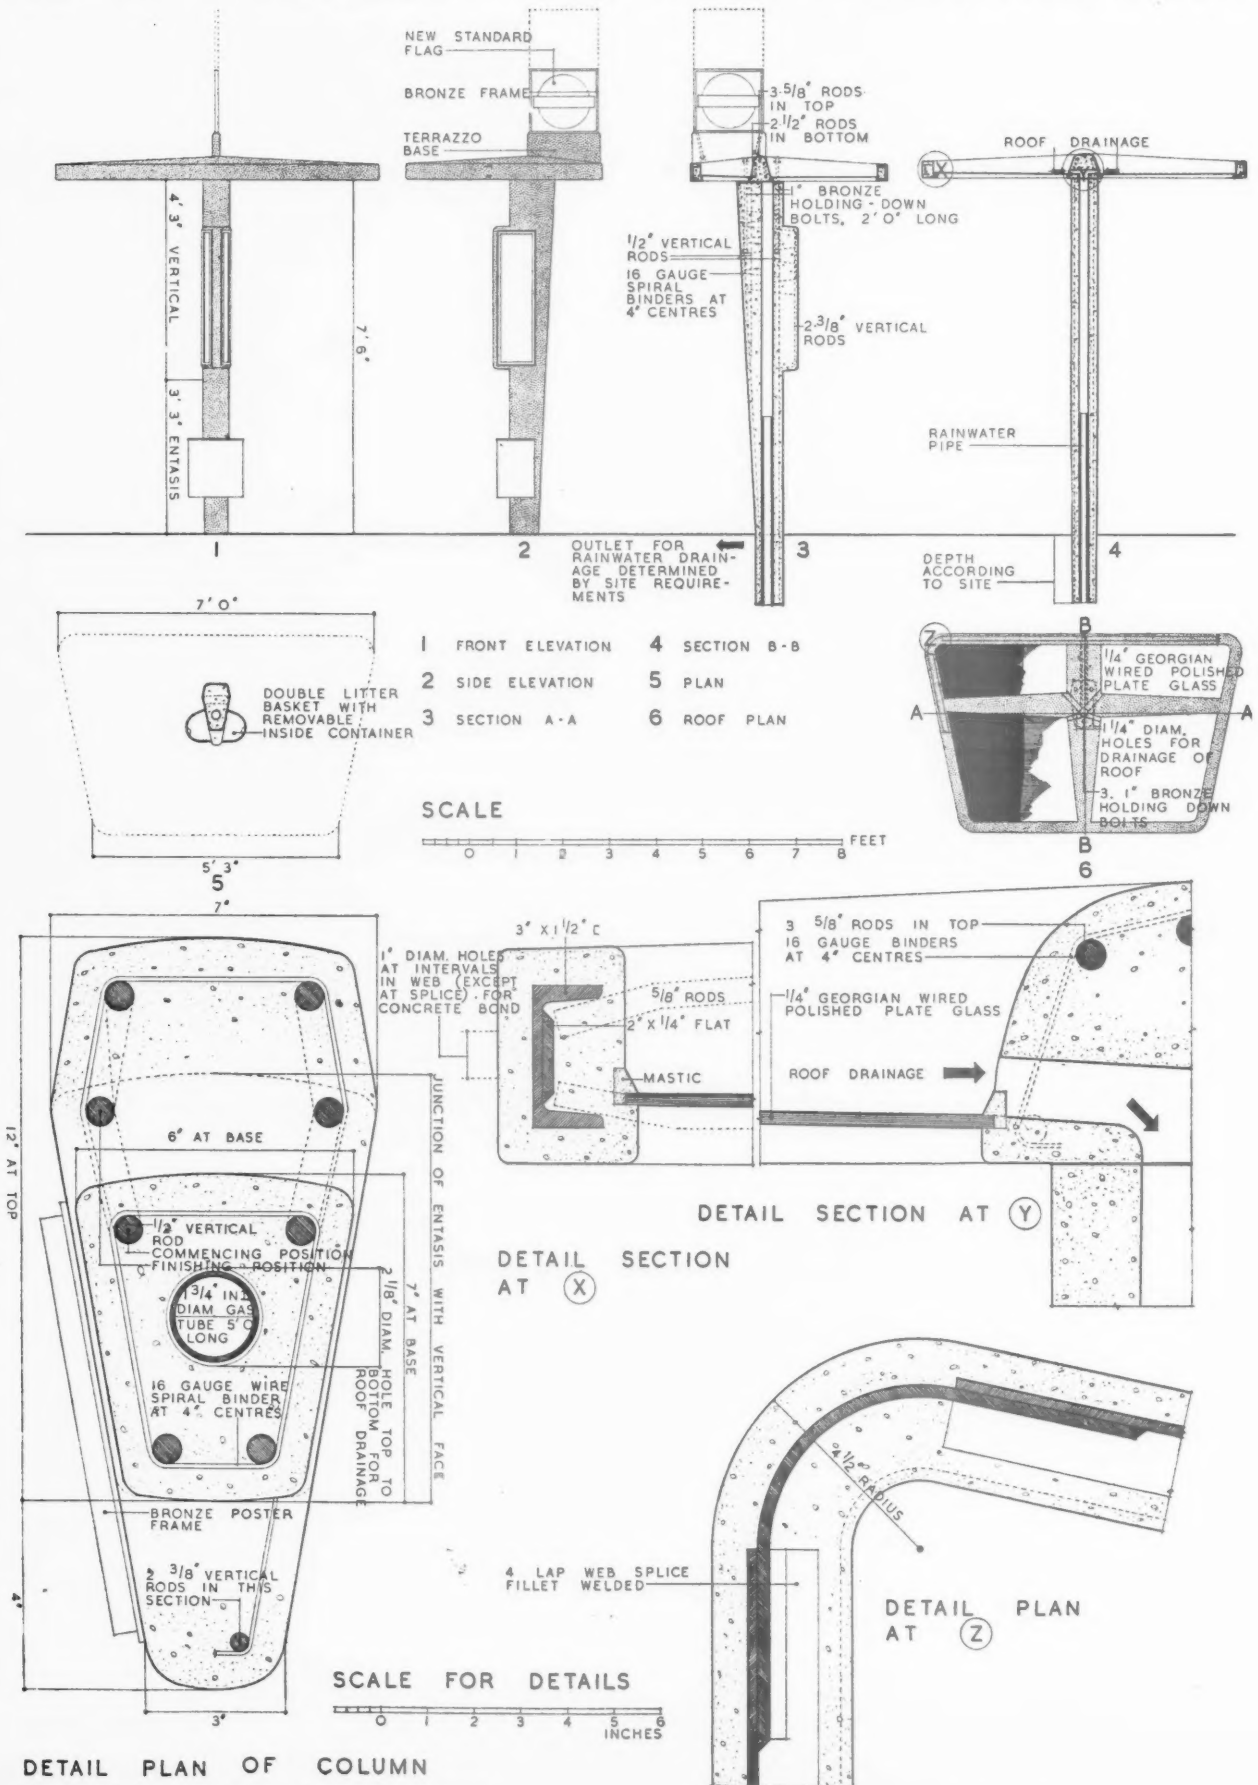 NEW STANDARD
FLAG
BRONZE FRAME
TERRAZZO
BASE
3·5/8" RODS
IN TOP
2·1/2" RODS
IN BOTTOM
ROOF DRAINAGE
X
4' 3" VERTICAL
3' 3" ENTASIS
7' 6"
1" BRONZE
HOLDING-DOWN
BOLTS, 2'0" LONG
1/2" VERTICAL
RODS
16 GAUGE
SPIRAL
BINDERS AT
4" CENTRES
2·3/8" VERTICAL
RODS
RAINWATER
PIPE
1
2
3
4
OUTLET FOR
RAINWATER DRAIN-
AGE DETERMINED
BY SITE REQUIRE-
MENTS
DEPTH
ACCORDING
TO SITE
7'0"
DOUBLE LITTER
BASKET WITH
REMOVABLE
INSIDE CONTAINER
5' 3"
5
1 FRONT ELEVATION
2 SIDE ELEVATION
3 SECTION A-A
4 SECTION B-B
5 PLAN
6 ROOF PLAN
SCALE
0 1 2 3 4 5 6 7 8 FEET
B
Z
1/4" GEORGIAN
WIRED POLISHED
PLATE GLASS
A
A
1 1/4" DIAM.
HOLES FOR
DRAINAGE OF
ROOF
3. 1" BRONZE
HOLDING DOWN
BOLTS
B
6
7"
12" AT TOP
4"
6" AT BASE
1/2" VERTICAL
ROD
COMMENCING POSITION
FINISHING POSITION
1 3/4" INT
DIAM GAS
TUBE 5'0
LONG
16 GAUGE WIRE
SPIRAL BINDER
AT 4" CENTRES
2 1/8" DIAM. HOLE TOP TO
BOTTOM FOR
ROOF DRAINAGE
7" AT BASE
JUNCTION OF ENTASIS WITH VERTICAL FACE
BRONZE POSTER
FRAME
2 3/8" VERTICAL
RODS IN THIS
SECTION
3"
DETAIL PLAN OF COLUMN
SCALE FOR DETAILS
0 1 2 3 4 5 6
INCHES
3" X 1 1/2" C
1" DIAM. HOLES
AT INTERVALS
IN WEB (EXCEPT
AT SPLICE) FOR
CONCRETE BOND
5/8" RODS
2" X 1/4" FLAT
MASTIC
DETAIL SECTION
AT X
3 5/8" RODS IN TOP
16 GAUGE BINDERS
AT 4" CENTRES
1/4" GEORGIAN WIRED
POLISHED PLATE GLASS
ROOF DRAINAGE
DETAIL SECTION AT Y
4 1/2" RADIUS
4 LAP WEB SPLICE
FILLET WELDED
DETAIL PLAN
AT Z